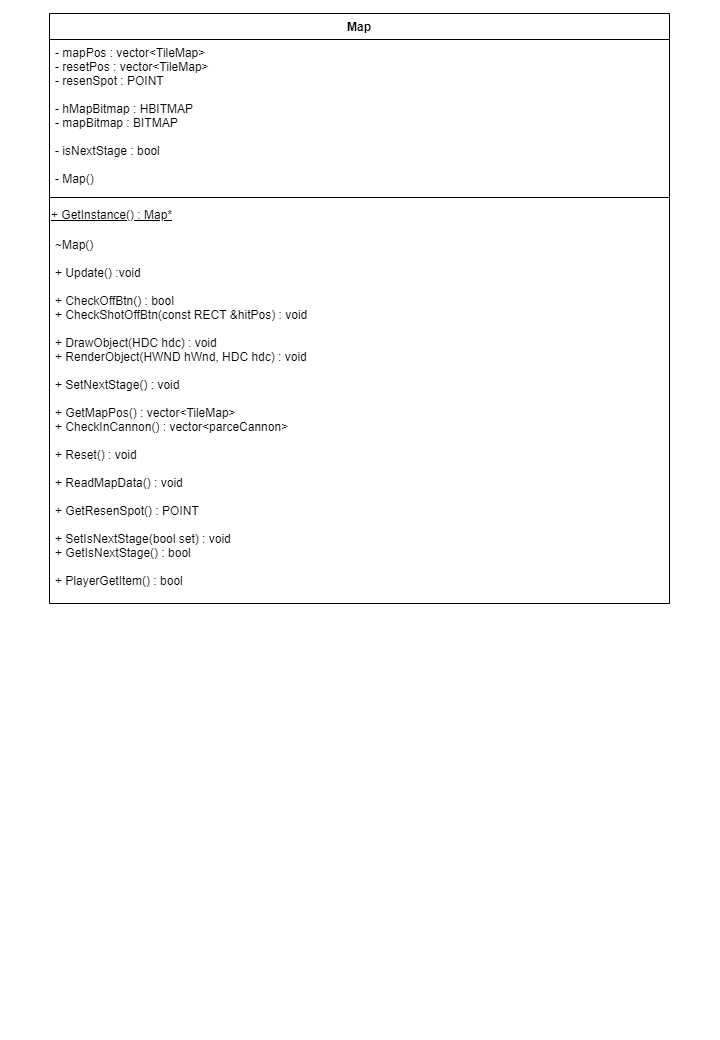 Map
- mapPos : vector<TileMap>
- resetPos : vector<TileMap>
- resenSpot : POINT
- hMapBitmap : HBITMAP
- mapBitmap : BITMAP
- isNextStage : bool
- Map()
+ GetInstance() : Map*
~Map()
+ Update() :void
+ CheckOffBtn() : bool
+ CheckShotOffBtn(const RECT &hitPos) : void
+ DrawObject(HDC hdc) : void
+ RenderObject(HWND hWnd, HDC hdc) : void
+ SetNextStage() : void
+ GetMapPos() : vector<TileMap>
+ CheckInCannon() : vector<parceCannon>
+ Reset() : void
+ ReadMapData() : void
+ GetResenSpot() : POINT
+ SetIsNextStage(bool set) : void
+ GetIsNextStage() : bool
+ PlayerGetItem() : bool